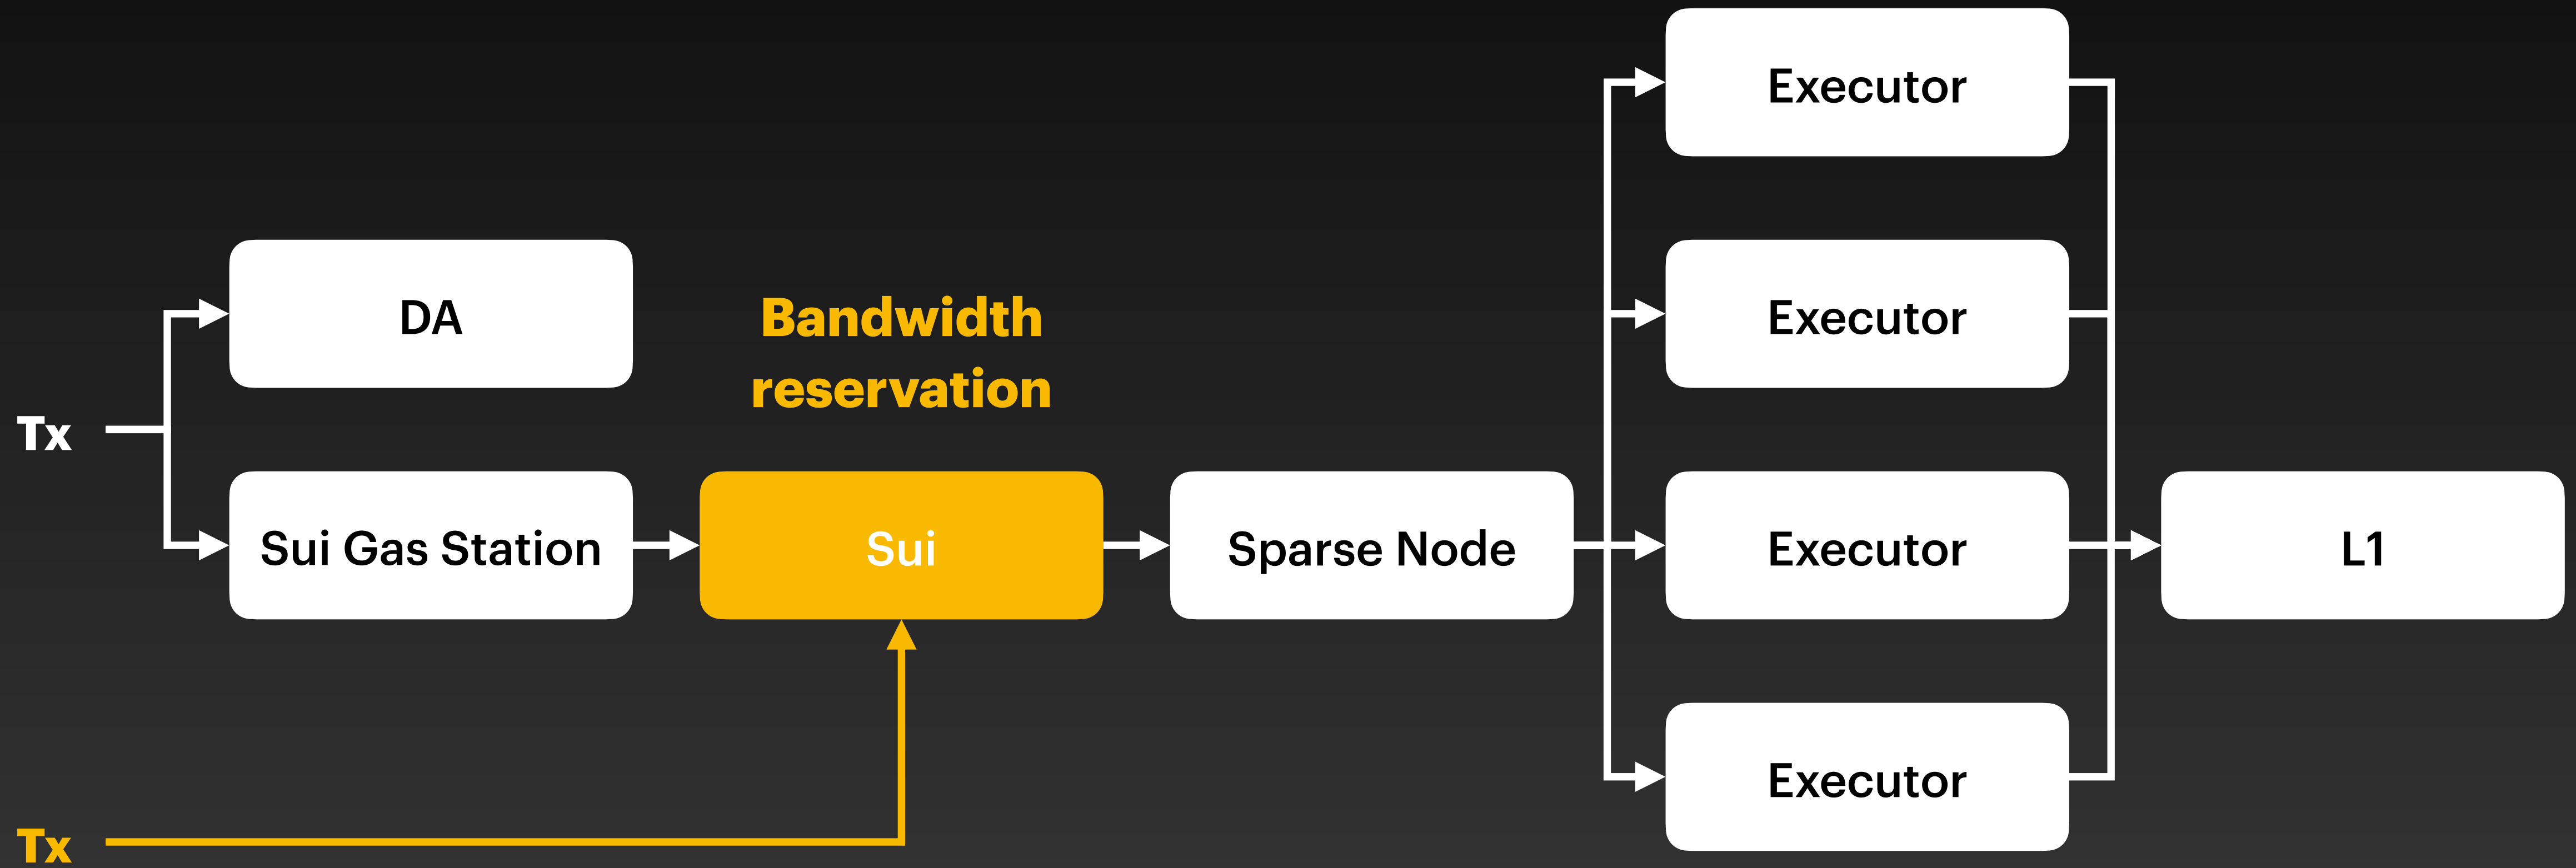 Executor
DA
Bandwidth
reservation
Executor
Tx
Sui Gas Station
Sui
Sparse Node
Executor
L1
Executor
Tx